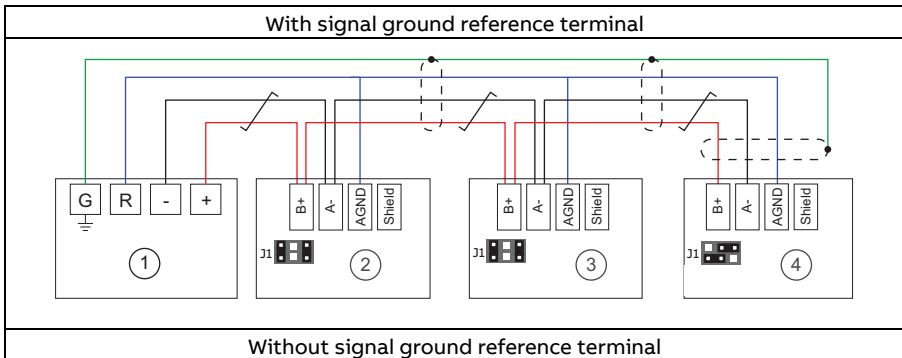 With signal ground reference terminal
G R - +
B+ A- AGND Shield
B+ A- AGND Shield
B+ A- AGND Shield
J1
J1
J1
1
2
3
4
Without signal ground reference terminal